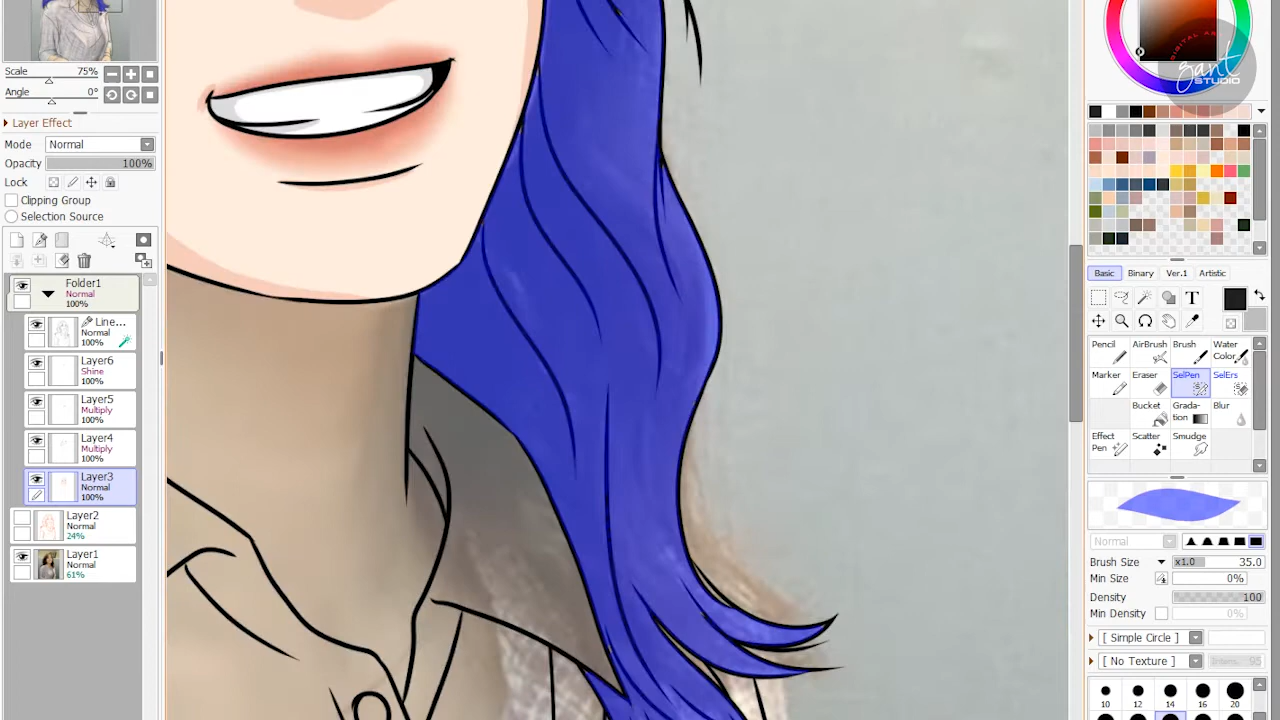 Scale 75%
Angle 0°
Layer Effect
Mode Normal
Opacity 100%
Lock
Clipping Group
Selection Source
Folder1
Normal
100%
Line...
Normal
100%
Layer6
Shine
100%
Layer5
Multiply
100%
Layer4
Multiply
100%
Layer3
Normal
100%
Layer2
Normal
24%
Layer1
Normal
61%
STUDIO
Basic Binary Ver.1 Artistic
T
Pencil AirBrush Brush Water Color
Marker Eraser SelPen SelErs
Bucket Grada-tion Blur
Effect Pen Scatter Smudge
Normal
Brush Size x1.0 35.0
Min Size 0%
Density 100
Min Density 0%
[ Simple Circle ]
[ No Texture ] 95
10 12 14 16 20